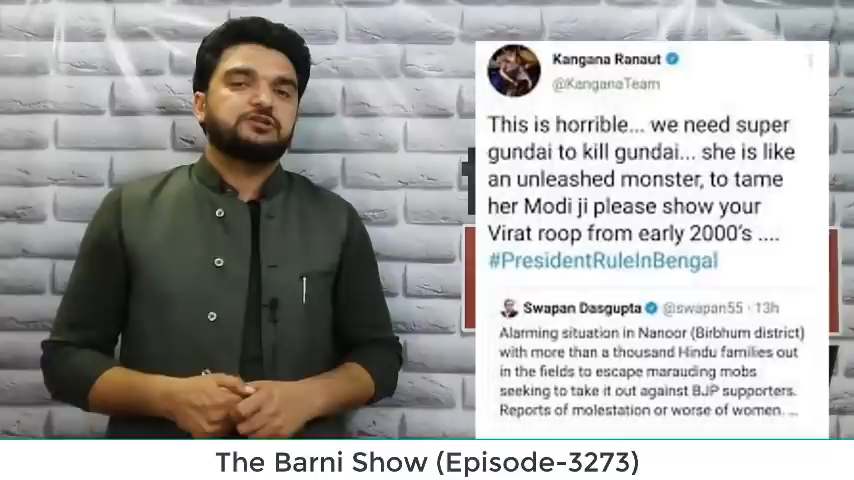 Kangana Ranaut
@KanganaTeam
This is horrible... we need super
gundai to kill gundai... she is like
an unleashed monster, to tame
her Modi ji please show your
Virat roop from early 2000's ....
#PresidentRuleInBengal
Swapan Dasgupta @swapan55 · 13h
Alarming situation in Nanoor (Birbhum district)
with more than a thousand Hindu families out
in the fields to escape marauding mobs
seeking to take it out against BJP supporters.
Reports of molestation or worse of women. ...
The Barni Show (Episode-3273)